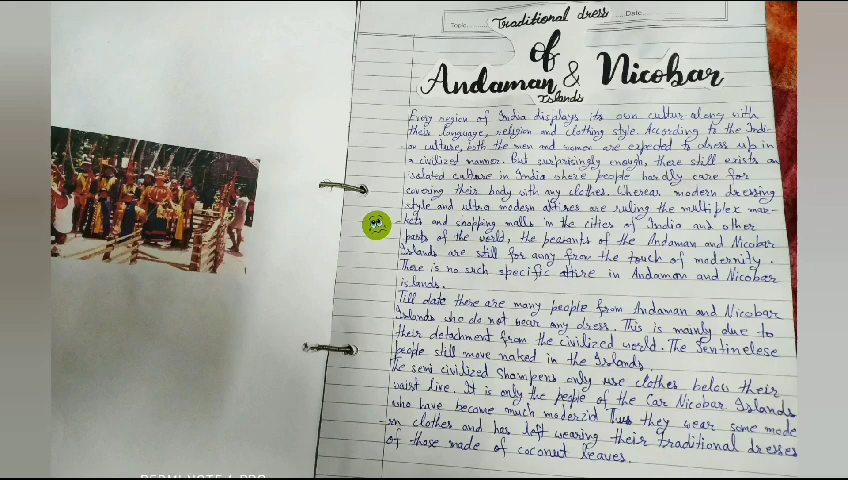 Topic
Date
Traditional dress
of
Andaman & Nicobar
Islands
Every region of India displays its own cultur along with
their language, religion and clothing style. According to the Indi-
an culture, both the men and women are expected to dress up in
a civilized manner. But surprisingly enough, there still exists an
isolated culture in India where people hardly care for
covering their body with any clothes. Whereas modern dressing
style and ultra modern attires are ruling the multiplex mar-
kets and snopping malls in the cities of India and other
parts of the world, the peasants of the Andaman and Nicobar
Islands are still far away from the touch of modernity.
There is no such specific attire in Andaman and Nicobar
islands.
Till date there are many people from Andaman and Nicobar
Islands who do not wear any dress. This is mainly due to
their detachment from the civilized world. The Sentinelese
people still move naked in the Islands.
The semi civilized Shompens only use clothes below their
waist live. It is only the people of the Car Nicobar Islands
who have become much moderzid Thus they wear some mode
rn clothes and has left wearing their traditional dresses
of those made of coconut leaves.